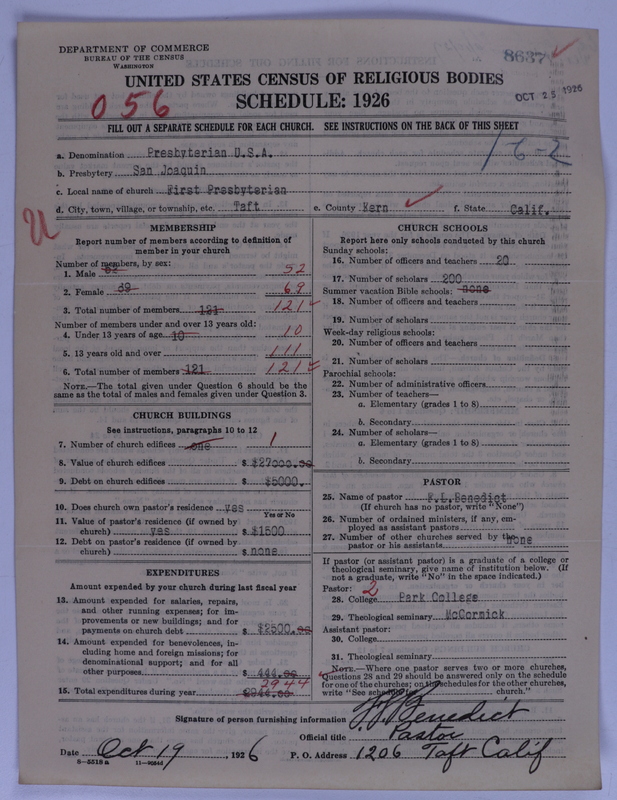 DEPARTMENT OF COMMERCE
BUREAU OF THE CENSUS
WASHINGTON
8637
UNITED STATES CENSUS OF RELIGIOUS BODIES
SCHEDULE: 1926
056
OCT 25 1926
FILL OUT A SEPARATE SCHEDULE FOR EACH CHURCH. SEE INSTRUCTIONS ON THE BACK OF THIS SHEET
16-2
a. Denomination Presbyterian U.S.A.
b. Presbytery San Joaquin
c. Local name of church First Presbyterian
d. City, town, village, or township, etc. Taft e. County Kern f. State Calif.
U
MEMBERSHIP
Report number of members according to definition of member in your church
Number of members, by sex:
1. Male 52
2. Female 69
3. Total number of members 121 121
Number of members under and over 13 years old:
4. Under 13 years of age 10 10
5. 13 years old and over 111
6. Total number of members 121 121
NOTE.—The total given under Question 6 should be the same as the total of males and females given under Question 3.
CHURCH BUILDINGS
See instructions, paragraphs 10 to 12
7. Number of church edifices one 1
8. Value of church edifices $ $27000.00
9. Debt on church edifices $ $5000.
10. Does church own pastor's residence yes
Yes or No
11. Value of pastor's residence (if owned by church) yes $ $1500
12. Debt on pastor's residence (if owned by church) $ none
EXPENDITURES
Amount expended by your church during last fiscal year
13. Amount expended for salaries, repairs, and other running expenses; for improvements or new buildings; and for payments on church debt $ $2500.00
14. Amount expended for benevolences, including home and foreign missions; for denominational support; and for all other purposes $ 444.00
2944
15. Total expenditures during year $2944.00
CHURCH SCHOOLS
Report here only schools conducted by this church
Sunday schools:
16. Number of officers and teachers 20
17. Number of scholars 200
Summer vacation Bible schools: none
18. Number of officers and teachers
19. Number of scholars
Week-day religious schools:
20. Number of officers and teachers
21. Number of scholars
Parochial schools:
22. Number of administrative officers
23. Number of teachers—
a. Elementary (grades 1 to 8)
b. Secondary
24. Number of scholars—
a. Elementary (grades 1 to 8)
b. Secondary
PASTOR
25. Name of pastor F.L.Benedict
(If church has no pastor, write "None")
26. Number of ordained ministers, if any, employed as assistant pastors
27. Number of other churches served by the pastor or his assistants none
If pastor (or assistant pastor) is a graduate of a college or theological seminary, give name of institution below. (If not a graduate, write "No" in the space indicated.)
Pastor: 2
28. College Park College
29. Theological seminary McCormick
Assistant pastor:
30. College
31. Theological seminary
NOTE.—Where one pastor serves two or more churches, Questions 28 and 29 should be answered only on the schedule for one of the churches; on the schedules for the other churches, write "See schedule church."
Signature of person furnishing information F.L. Benedict
Official title Pastor
Date Oct 19, 1926 P. O. Address 1206 Taft Calif